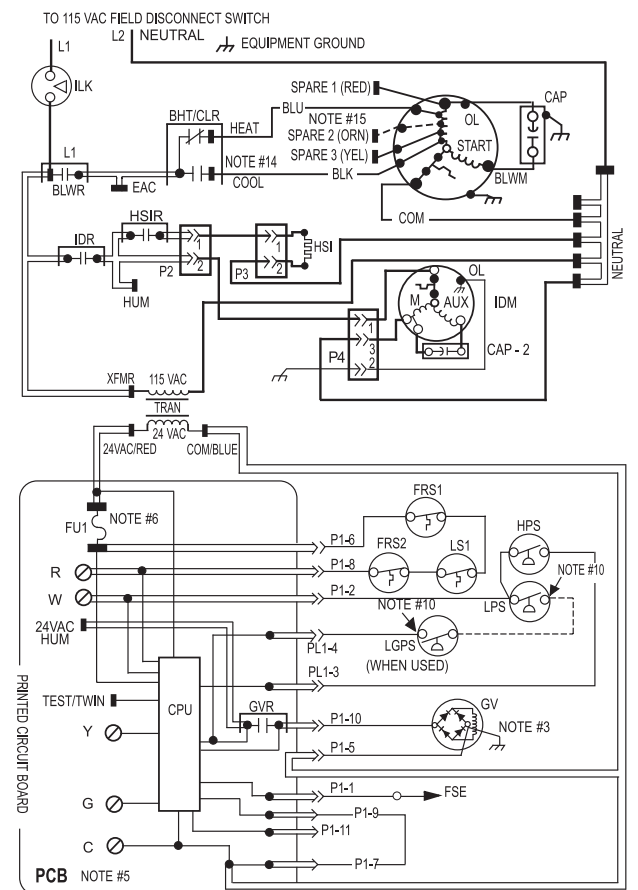 TO 115 VAC FIELD DISCONNECT SWITCH
L1
L2 NEUTRAL
EQUIPMENT GROUND
ILK
SPARE 1 (RED)
BLU
OL
CAP
BHT/CLR
HEAT
NOTE #15
SPARE 2 (ORN)
START
L1
NOTE #14
SPARE 3 (YEL)
BLWR
EAC
COOL
BLK
BLWM
HSIR
COM
IDR
1
1
HSI
P2
2
P3
2
NEUTRAL
HUM
OL
M
AUX
IDM
1
P4
3
CAP - 2
2
XFMR
115 VAC
TRAN
24 VAC
24VAC/RED
COM/BLUE
NOTE #6
FRS1
FU1
P1-6
HPS
FRS2
LS1
R
P1-8
NOTE #10
W
P1-2
NOTE #10
LPS
24VAC
HUM
PL1-4
LGPS
(WHEN USED)
PL1-3
TEST/TWIN
CPU
GVR
GV
P1-10
NOTE #3
Y
P1-5
PRINTED CIRCUIT BOARD
P1-1
FSE
G
P1-9
P1-11
C
P1-7
PCB NOTE #5